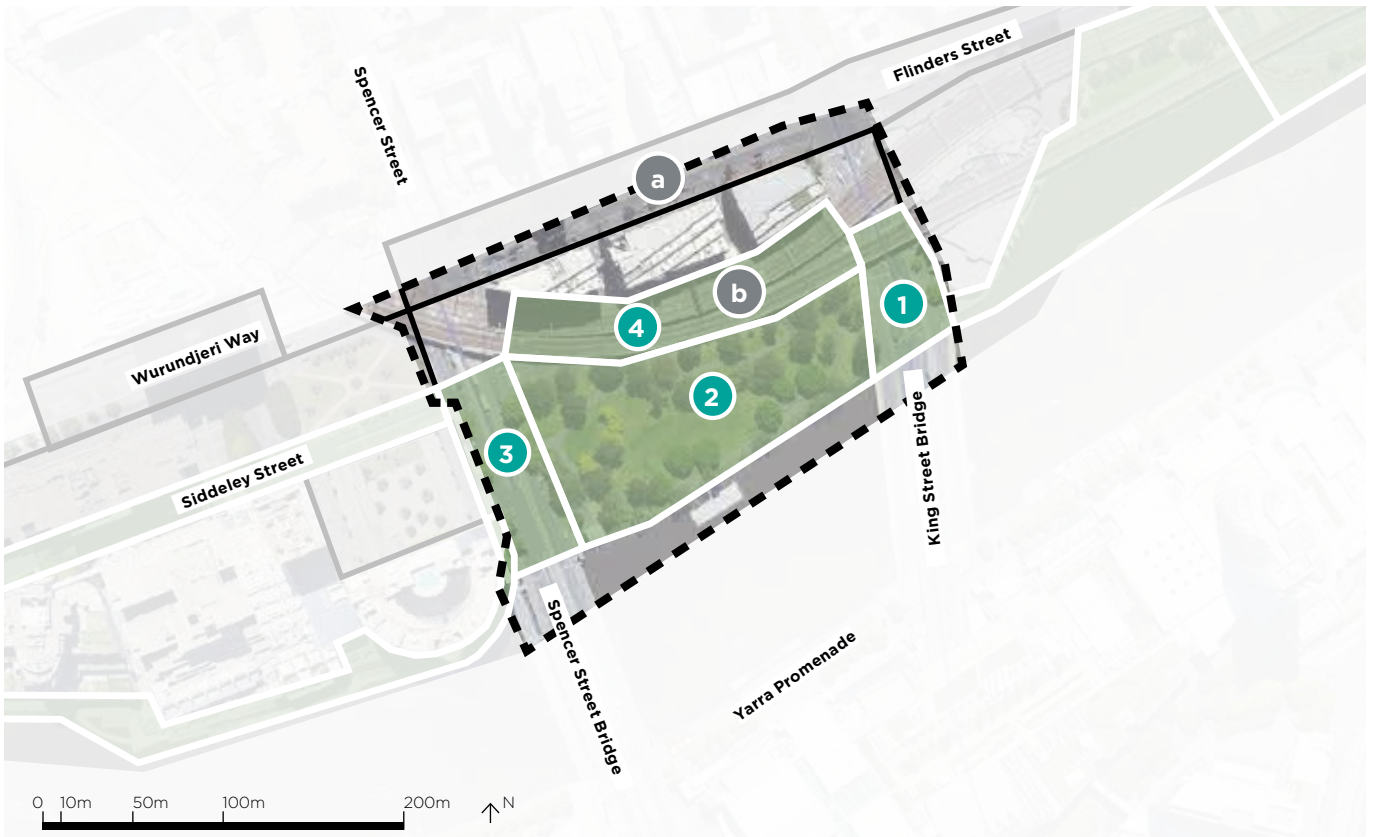 Flinders Street
Spencer Street
a
b
1
4
Wurundjeri Way
2
King Street Bridge
3
Siddeley Street
Spencer Street Bridge
Yarra Promenade
0 10m 50m 100m 200m N